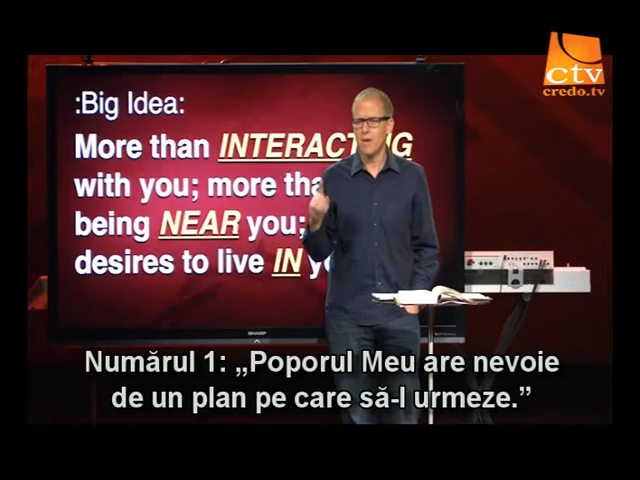 ctv
credo.tv
:Big Idea:
More than INTERACTING
with you; more
being NEAR you;
desires to live IN
SHARP
Numărul 1: „Poporul Meu are nevoie
de un plan pe care să-l urmeze.”